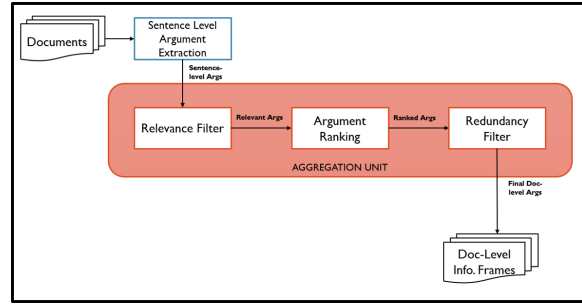 Documents
Sentence Level
Argument
Extraction
Sentence-
level Args
Relevance Filter
Relevant Args
Argument
Ranking
Ranked Args
Redundancy
Filter
AGGREGATION UNIT
Final Doc-
level Args
Doc-Level
Info. Frames